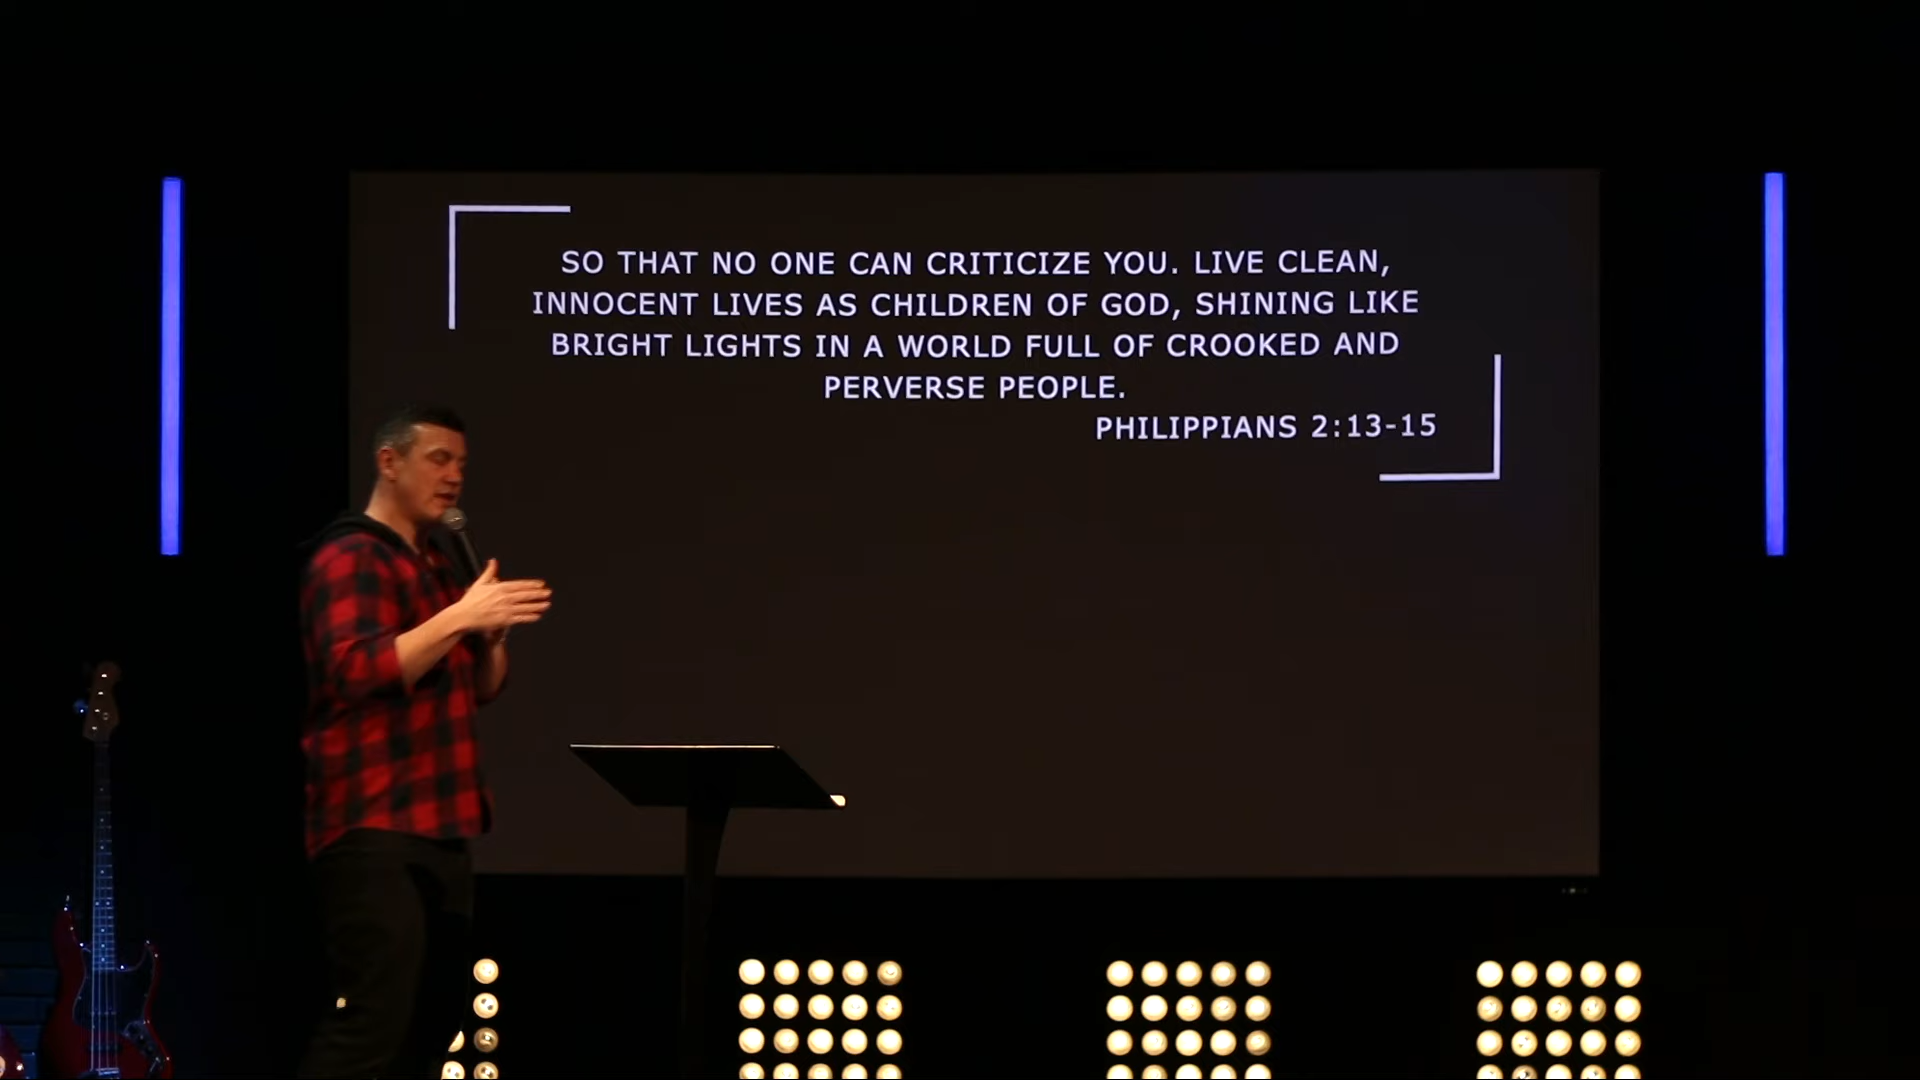 SO THAT NO ONE CAN CRITICIZE YOU. LIVE CLEAN,
INNOCENT LIVES AS CHILDREN OF GOD, SHINING LIKE
BRIGHT LIGHTS IN A WORLD FULL OF CROOKED AND
PERVERSE PEOPLE.
PHILIPPIANS 2:13-15